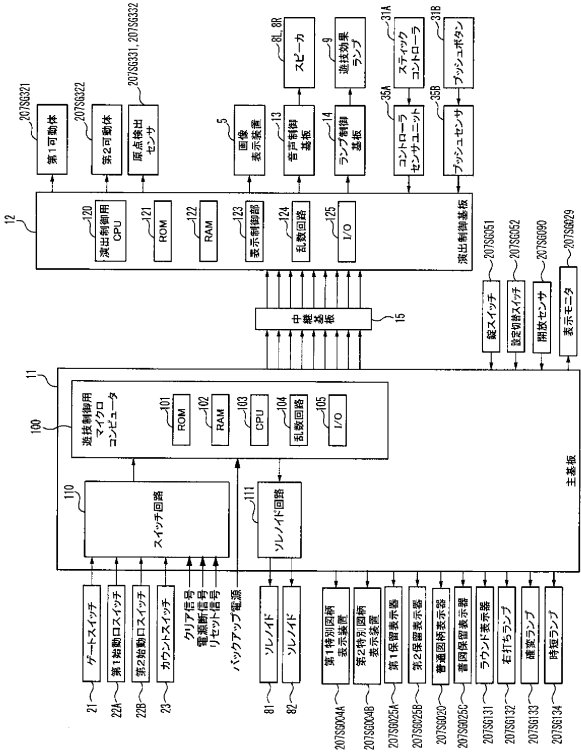 207SG321
第1可動体
207SG322
第2可動体
207SG331, 207SG332
原点検出
センサ
5
画像
表示装置
8L, 8R
スピーカ
13
音声制御
基板
9
遊技効果
ランプ
14
ランプ制御
基板
31A
スティック
コントローラ
35A
コントローラ
センサユニット
31B
プッシュボタン
35B
プッシュセンサ
12
120
演出制御用
CPU
121
ROM
122
RAM
123
表示制御部
124
乱数回路
125
I/O
演出制御基板
中継
基板
15
錠スイッチ
207SG051
設定切替スイッチ
207SG052
開放センサ
207SG090
表示モニタ
207SG029
11
100
遊技制御用
マイクロ
コンピュータ
101
ROM
102
RAM
103
CPU
104
乱数回路
105
I/O
110
スイッチ回路
111
ソレノイド回路
主基板
ゲートスイッチ
21
第1始動口スイッチ
22A
第2始動口スイッチ
22B
カウントスイッチ
23
クリア信号
電源断信号
リセット信号
バックアップ電源
ソレノイド
81
ソレノイド
82
第1特別図柄
表示装置
207SG004A
第2特別図柄
表示装置
207SG004B
第1保留表示器
207SG025A
第2保留表示器
207SG025B
普通図柄表示器
207SG020
普図保留表示器
207SG025C
ラウンド表示器
207SG131
右打ちランプ
207SG132
確変ランプ
207SG133
時短ランプ
207SG134